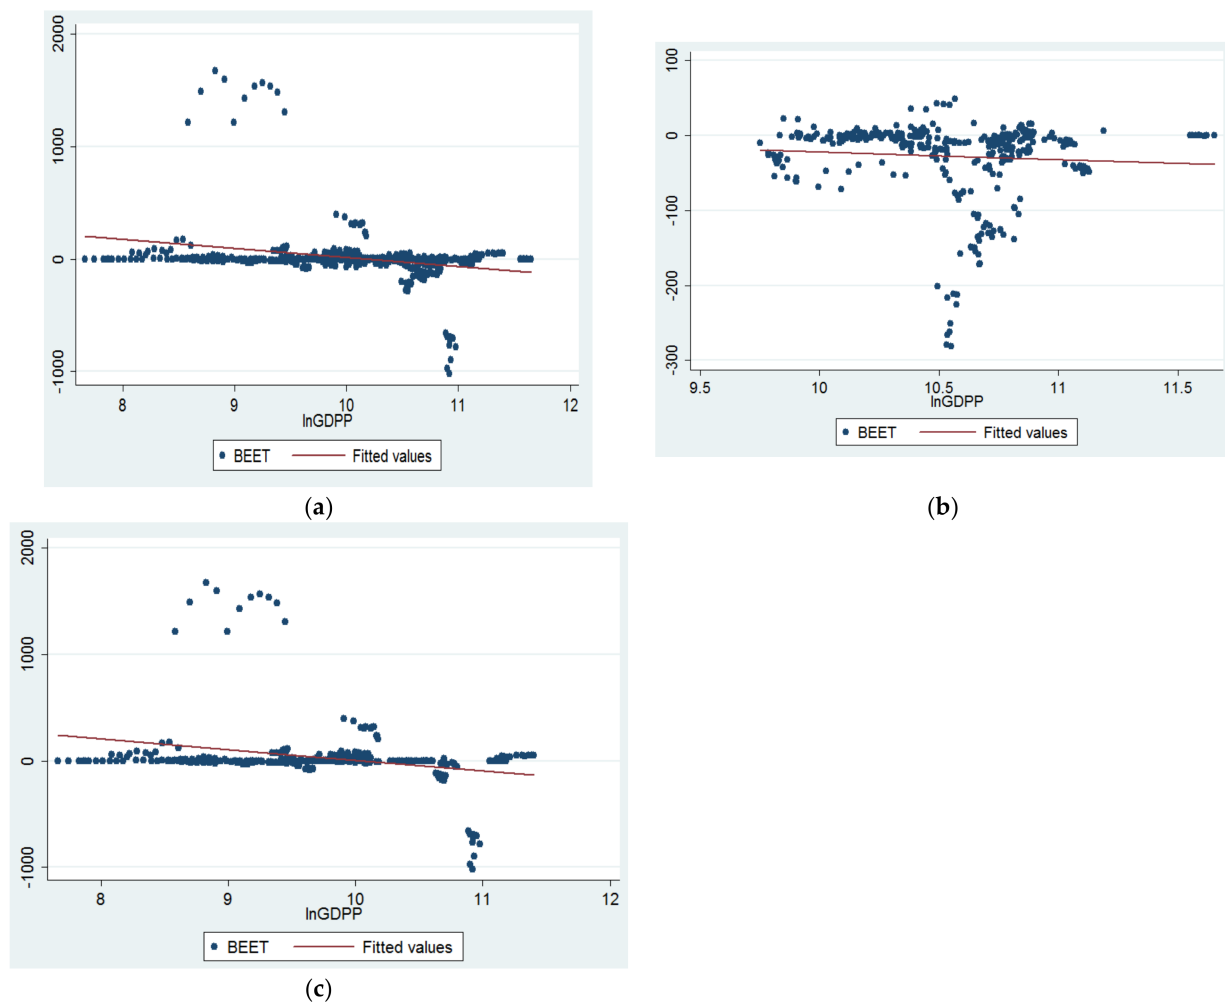 2000
1000
0
-1000
8 9 10 11 12
lnGDPP
BEET Fitted values
(a)
100
0
-100
-200
-300
9.5 10 10.5 11 11.5
lnGDPP
BEET Fitted values
(b)
2000
1000
0
-1000
8 9 10 11 12
lnGDPP
BEET Fitted values
(c)